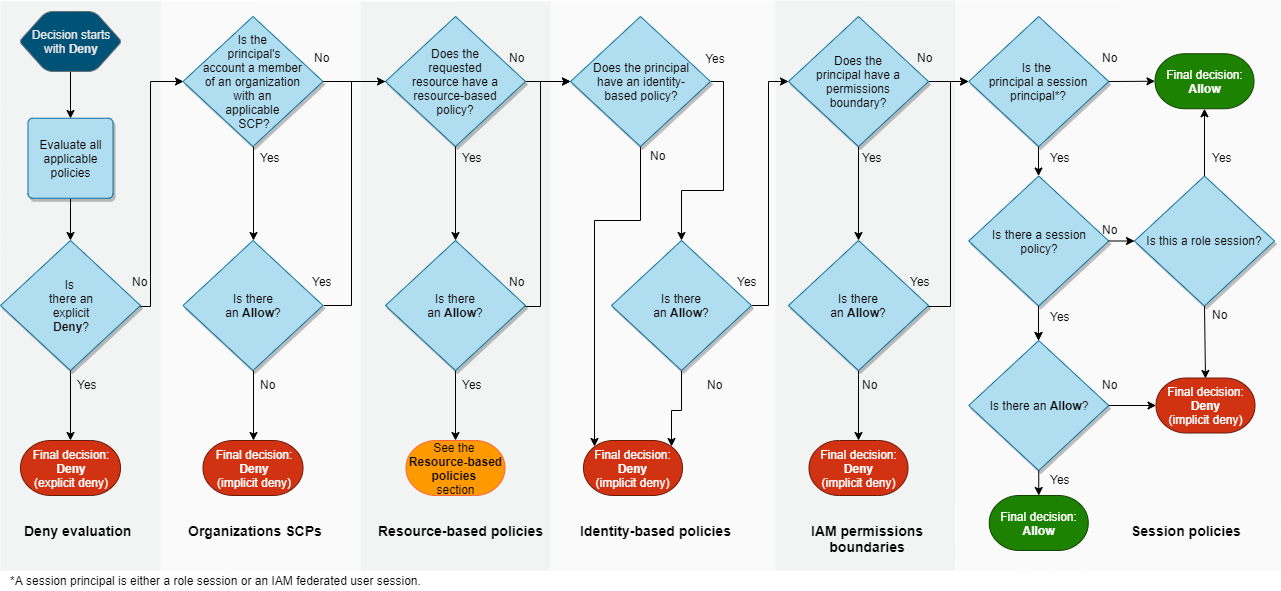 Decision starts
with Deny
Evaluate all
applicable
policies
Is
there an
explicit
Deny?
No
Yes
Final decision:
Deny
(explicit deny)
Deny evaluation
Is the
principal's
account a member
of an organization
with an
applicable
SCP?
No
Yes
Is there
an Allow?
Yes
No
Final decision:
Deny
(implicit deny)
Organizations SCPs
Does the
requested
resource have a
resource-based
policy?
No
Yes
Is there
an Allow?
No
Yes
See the
Resource-based
policies
section
Resource-based policies
Does the principal
have an identity-
based policy?
Yes
No
Is there
an Allow?
Yes
No
Final decision:
Deny
(implicit deny)
Identity-based policies
Does the
principal have a
permissions
boundary?
No
Yes
Is there
an Allow?
Yes
No
Final decision:
Deny
(implicit deny)
IAM permissions
boundaries
Is the
principal a session
principal*?
No
Final decision:
Allow
Yes
Yes
Is there a session
policy?
No
Is this a role session?
Yes
No
Is there an Allow?
No
Final decision:
Deny
(implicit deny)
Yes
Final decision:
Allow
Session policies
*A session principal is either a role session or an IAM federated user session.